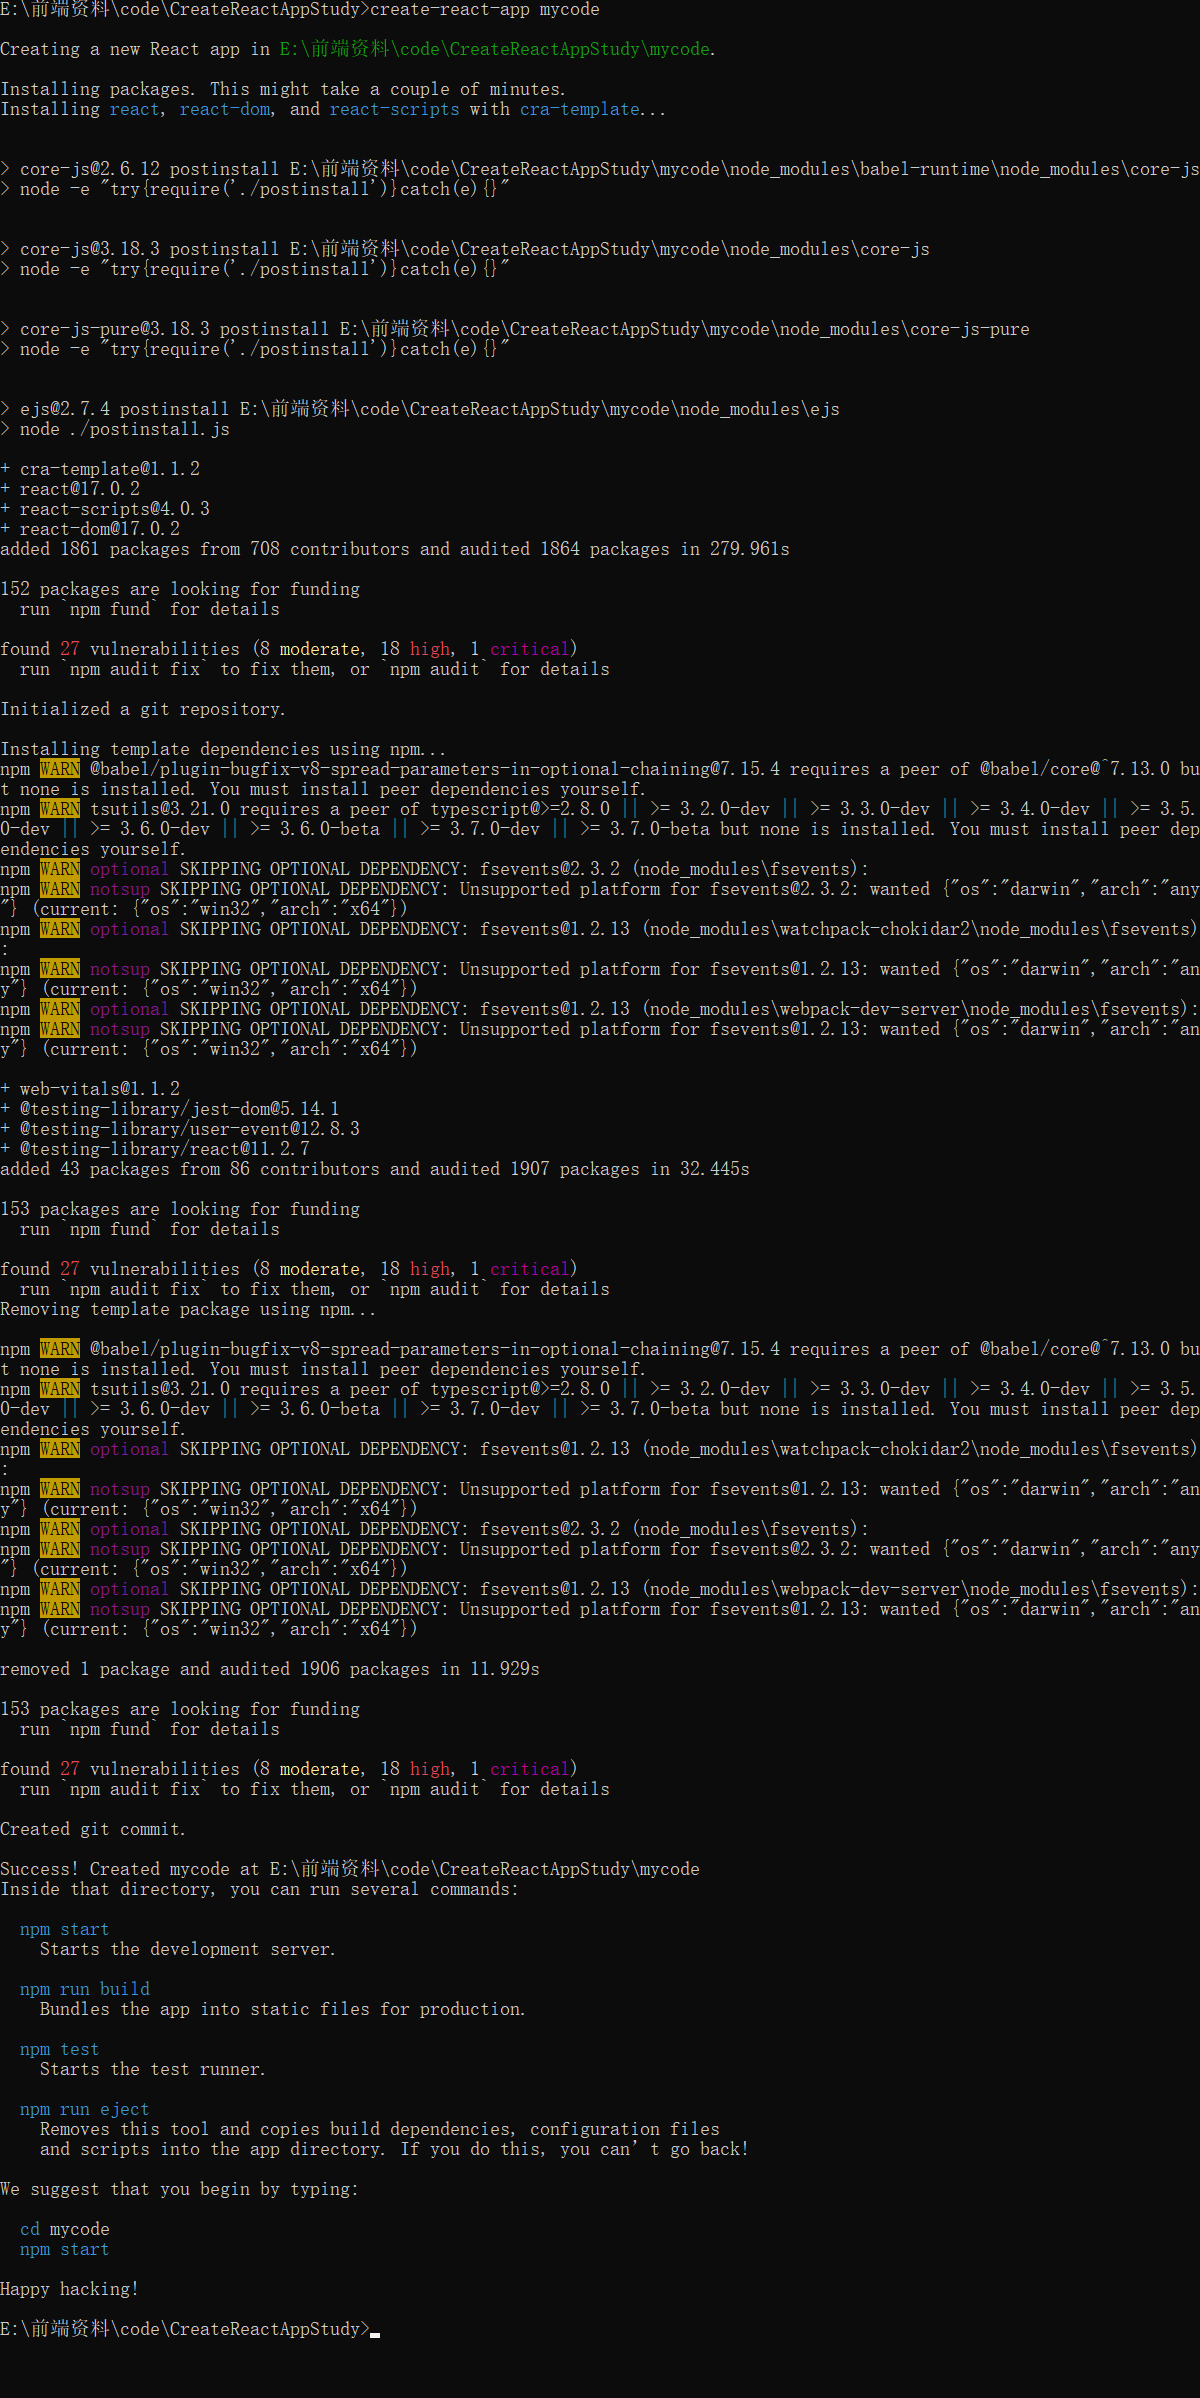 E:\前端资料\code\CreateReactAppStudy>create-react-app mycode
Creating a new React app in E:\前端资料\code\CreateReactAppStudy\mycode.
Installing packages. This might take a couple of minutes.
Installing react, react-dom, and react-scripts with cra-template...
> core-js@2.6.12 postinstall E:\前端资料\code\CreateReactAppStudy\mycode\node_modules\babel-runtime\node_modules\core-js
> node -e "try{require('./postinstall')}catch(e){}"
> core-js@3.18.3 postinstall E:\前端资料\code\CreateReactAppStudy\mycode\node_modules\core-js
> node -e "try{require('./postinstall')}catch(e){}"
> core-js-pure@3.18.3 postinstall E:\前端资料\code\CreateReactAppStudy\mycode\node_modules\core-js-pure
> node -e "try{require('./postinstall')}catch(e){}"
> ejs@2.7.4 postinstall E:\前端资料\code\CreateReactAppStudy\mycode\node_modules\ejs
> node ./postinstall.js
+ cra-template@1.1.2
+ react@17.0.2
+ react-scripts@4.0.3
+ react-dom@17.0.2
added 1861 packages from 708 contributors and audited 1864 packages in 279.961s
152 packages are looking for funding
  run `npm fund` for details
found 27 vulnerabilities (8 moderate, 18 high, 1 critical)
  run `npm audit fix` to fix them, or `npm audit` for details
Initialized a git repository.
Installing template dependencies using npm...
npm WARN @babel/plugin-bugfix-v8-spread-parameters-in-optional-chaining@7.15.4 requires a peer of @babel/core@^7.13.0 bu
t none is installed. You must install peer dependencies yourself.
npm WARN tsutils@3.21.0 requires a peer of typescript@>=2.8.0 || >= 3.2.0-dev || >= 3.3.0-dev || >= 3.4.0-dev || >= 3.5.
0-dev || >= 3.6.0-dev || >= 3.6.0-beta || >= 3.7.0-dev || >= 3.7.0-beta but none is installed. You must install peer dep
endencies yourself.
npm WARN optional SKIPPING OPTIONAL DEPENDENCY: fsevents@2.3.2 (node_modules\fsevents):
npm WARN notsup SKIPPING OPTIONAL DEPENDENCY: Unsupported platform for fsevents@2.3.2: wanted {"os":"darwin","arch":"any
"} (current: {"os":"win32","arch":"x64"})
npm WARN optional SKIPPING OPTIONAL DEPENDENCY: fsevents@1.2.13 (node_modules\watchpack-chokidar2\node_modules\fsevents)
:
npm WARN notsup SKIPPING OPTIONAL DEPENDENCY: Unsupported platform for fsevents@1.2.13: wanted {"os":"darwin","arch":"an
y"} (current: {"os":"win32","arch":"x64"})
npm WARN optional SKIPPING OPTIONAL DEPENDENCY: fsevents@1.2.13 (node_modules\webpack-dev-server\node_modules\fsevents):
npm WARN notsup SKIPPING OPTIONAL DEPENDENCY: Unsupported platform for fsevents@1.2.13: wanted {"os":"darwin","arch":"an
y"} (current: {"os":"win32","arch":"x64"})
+ web-vitals@1.1.2
+ @testing-library/jest-dom@5.14.1
+ @testing-library/user-event@12.8.3
+ @testing-library/react@11.2.7
added 43 packages from 86 contributors and audited 1907 packages in 32.445s
153 packages are looking for funding
  run `npm fund` for details
found 27 vulnerabilities (8 moderate, 18 high, 1 critical)
  run `npm audit fix` to fix them, or `npm audit` for details
Removing template package using npm...
npm WARN @babel/plugin-bugfix-v8-spread-parameters-in-optional-chaining@7.15.4 requires a peer of @babel/core@^7.13.0 bu
t none is installed. You must install peer dependencies yourself.
npm WARN tsutils@3.21.0 requires a peer of typescript@>=2.8.0 || >= 3.2.0-dev || >= 3.3.0-dev || >= 3.4.0-dev || >= 3.5.
0-dev || >= 3.6.0-dev || >= 3.6.0-beta || >= 3.7.0-dev || >= 3.7.0-beta but none is installed. You must install peer dep
endencies yourself.
npm WARN optional SKIPPING OPTIONAL DEPENDENCY: fsevents@1.2.13 (node_modules\watchpack-chokidar2\node_modules\fsevents)
:
npm WARN notsup SKIPPING OPTIONAL DEPENDENCY: Unsupported platform for fsevents@1.2.13: wanted {"os":"darwin","arch":"an
y"} (current: {"os":"win32","arch":"x64"})
npm WARN optional SKIPPING OPTIONAL DEPENDENCY: fsevents@2.3.2 (node_modules\fsevents):
npm WARN notsup SKIPPING OPTIONAL DEPENDENCY: Unsupported platform for fsevents@2.3.2: wanted {"os":"darwin","arch":"any
"} (current: {"os":"win32","arch":"x64"})
npm WARN optional SKIPPING OPTIONAL DEPENDENCY: fsevents@1.2.13 (node_modules\webpack-dev-server\node_modules\fsevents):
npm WARN notsup SKIPPING OPTIONAL DEPENDENCY: Unsupported platform for fsevents@1.2.13: wanted {"os":"darwin","arch":"an
y"} (current: {"os":"win32","arch":"x64"})
removed 1 package and audited 1906 packages in 11.929s
153 packages are looking for funding
  run `npm fund` for details
found 27 vulnerabilities (8 moderate, 18 high, 1 critical)
  run `npm audit fix` to fix them, or `npm audit` for details
Created git commit.
Success! Created mycode at E:\前端资料\code\CreateReactAppStudy\mycode
Inside that directory, you can run several commands:
  npm start
    Starts the development server.
  npm run build
    Bundles the app into static files for production.
  npm test
    Starts the test runner.
  npm run eject
    Removes this tool and copies build dependencies, configuration files
    and scripts into the app directory. If you do this, you can’t go back!
We suggest that you begin by typing:
  cd mycode
  npm start
Happy hacking!
E:\前端资料\code\CreateReactAppStudy>